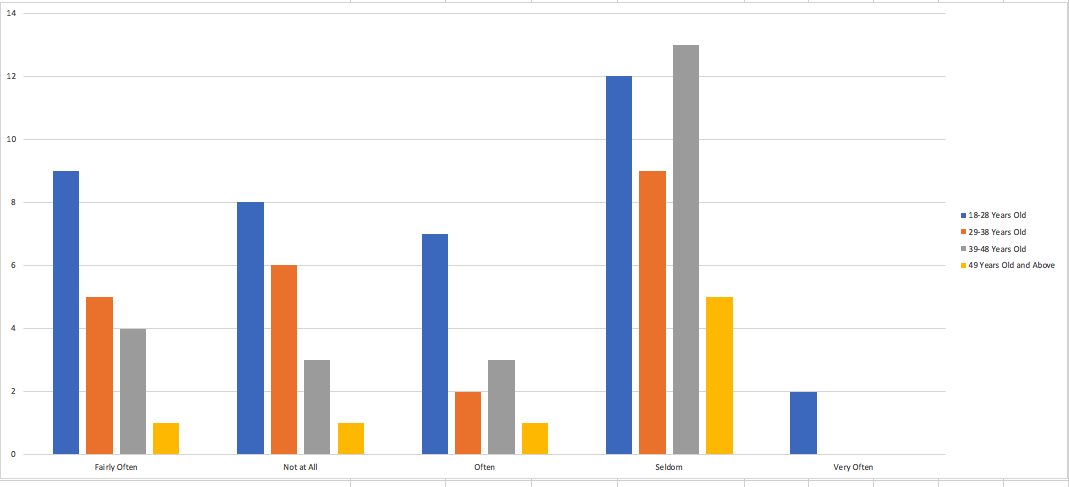 14
12
10
8
6
4
2
0
Fairly Often
Not at All
Often
Seldom
Very Often
18-28 Years Old
29-38 Years Old
39-48 Years Old
49 Years Old and Above